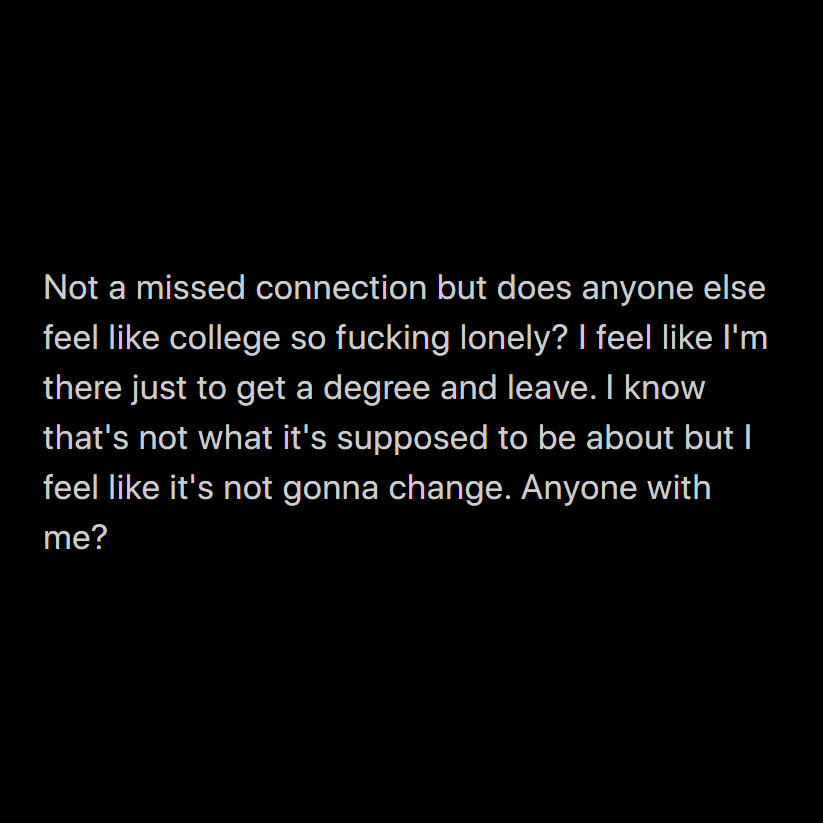 Not a missed connection but does anyone else
feel like college so fucking lonely? I feel like I'm
there just to get a degree and leave. I know
that's not what it's supposed to be about but I
feel like it's not gonna change. Anyone with
me?